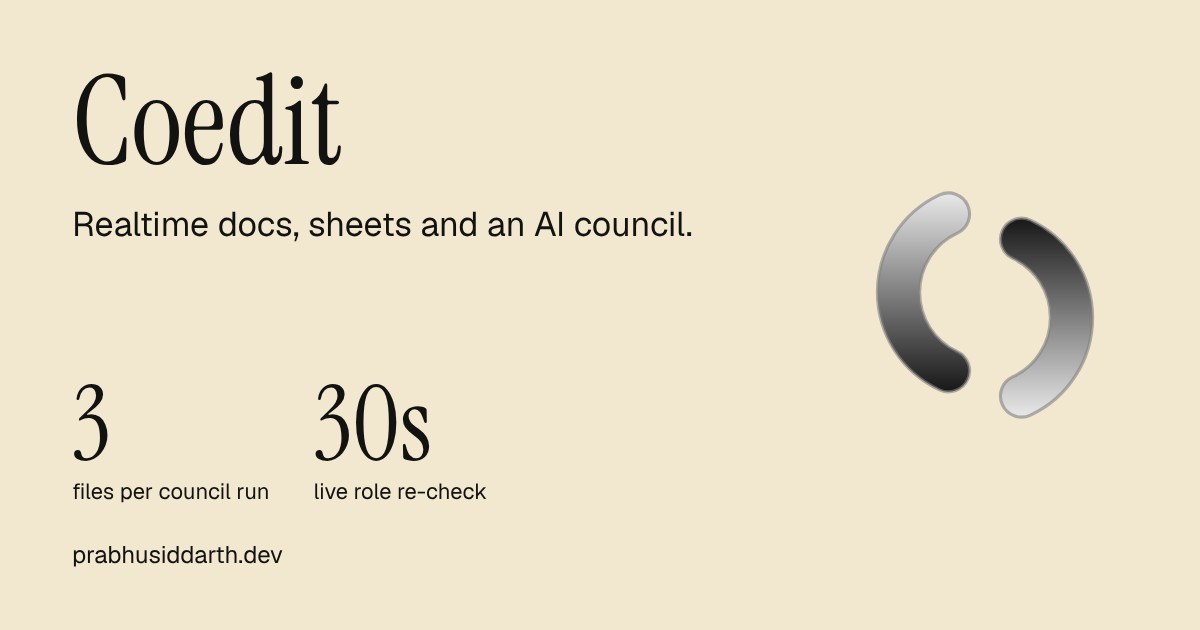 Coedit
Realtime docs, sheets and an AI council.
3
files per council run
30s
live role re-check
prabhusiddarth.dev